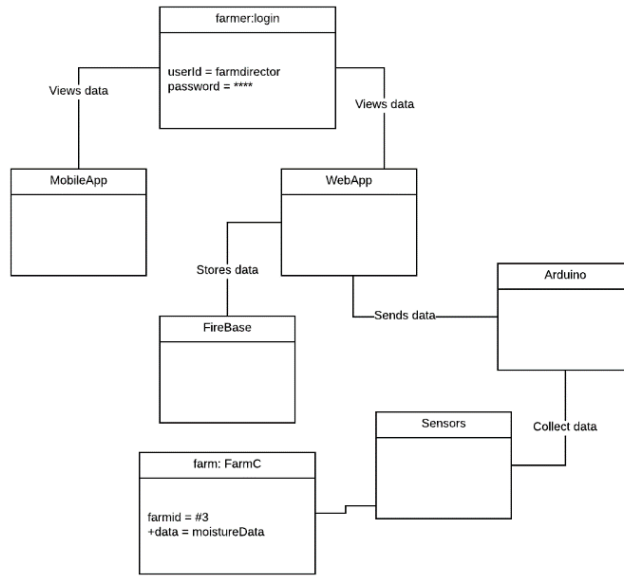 farmer:login
userId = farmdirector
password = ****
Views data
Views data
MobileApp
WebApp
Stores data
Arduino
Sends data
FireBase
Sensors
Collect data
farm: FarmC
farmid = #3
+data = moistureData